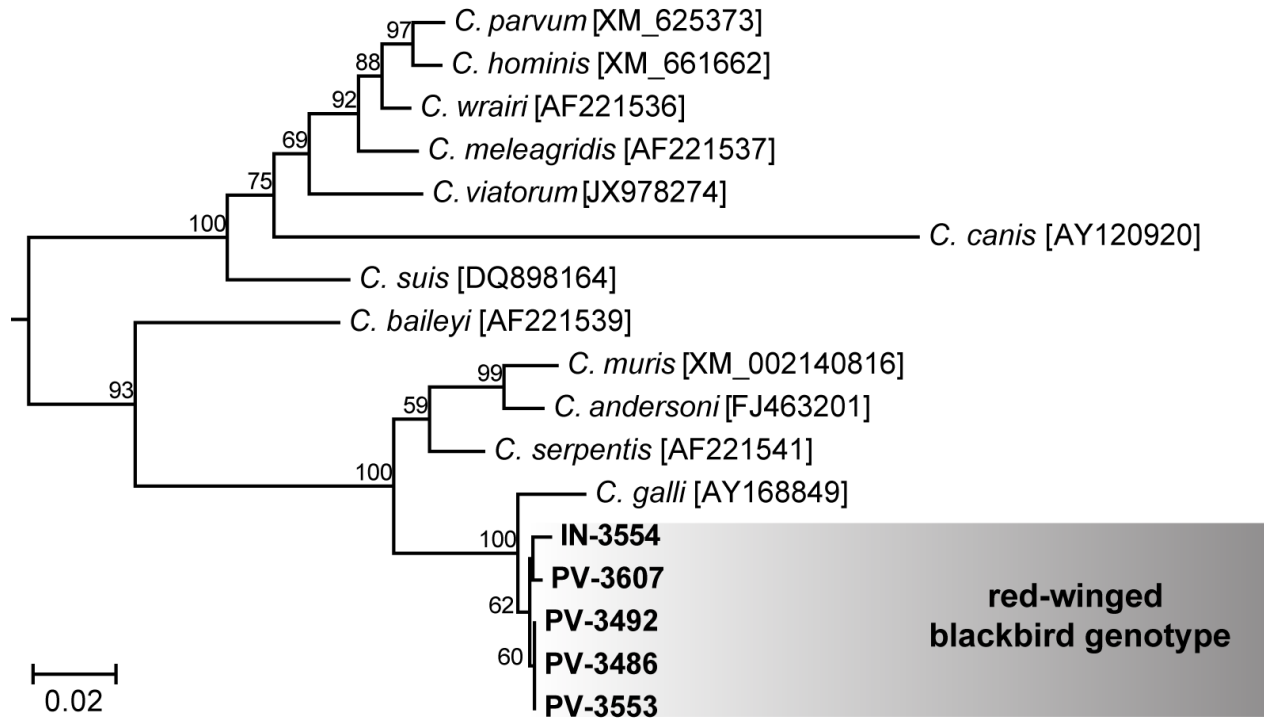 97
C. parvum [XM_625373]
C. hominis [XM_661662]
88
C. wrairi [AF221536]
92
C. meleagridis [AF221537]
69
C. viatorum [JX978274]
75
C. canis [AY120920]
100
C. suis [DQ898164]
C. baileyi [AF221539]
93
C. muris [XM_002140816]
99
C. andersoni [FJ463201]
59
C. serpentis [AF221541]
100
C. galli [AY168849]
100
IN-3554
PV-3607
62
PV-3492
60
PV-3486
PV-3553
red-winged
blackbird genotype
0.02